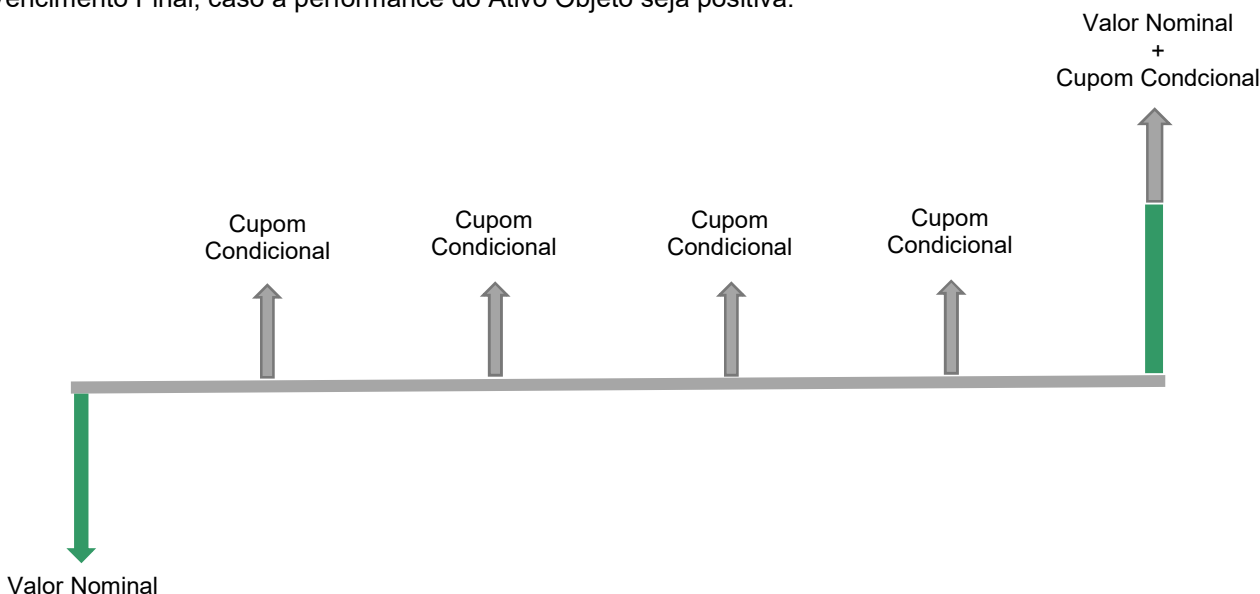 encimento Final, caso a performance do Ativo Objeto seja positiva.
Valor Nominal
+
Cupom Condcional
Cupom
Condicional
Cupom
Condicional
Cupom
Condicional
Cupom
Condicional
Valor Nominal